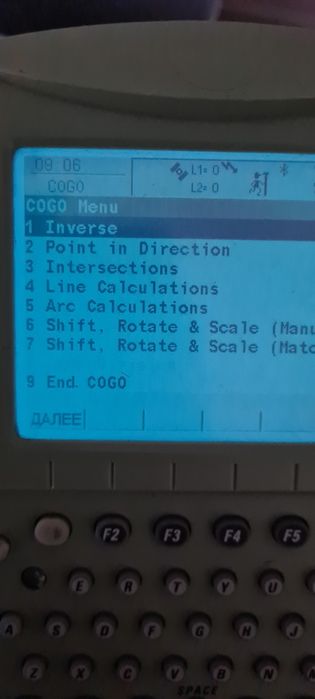 09 06
L1= 0
COGO
L2= 0
COGO Menu
1 Inverse
2 Point in Direction
3 Intersections
4 Line Calculations
5 Arc Calculations
6 Shift, Rotate & Scale (Manu
7 Shift, Rotate & Scale (Matc
9 End COGO
ДАЛЕЕ
F2 F3 F4 F5
E R T Y U
A S D F G H J
Z X C V B N M
SPACE